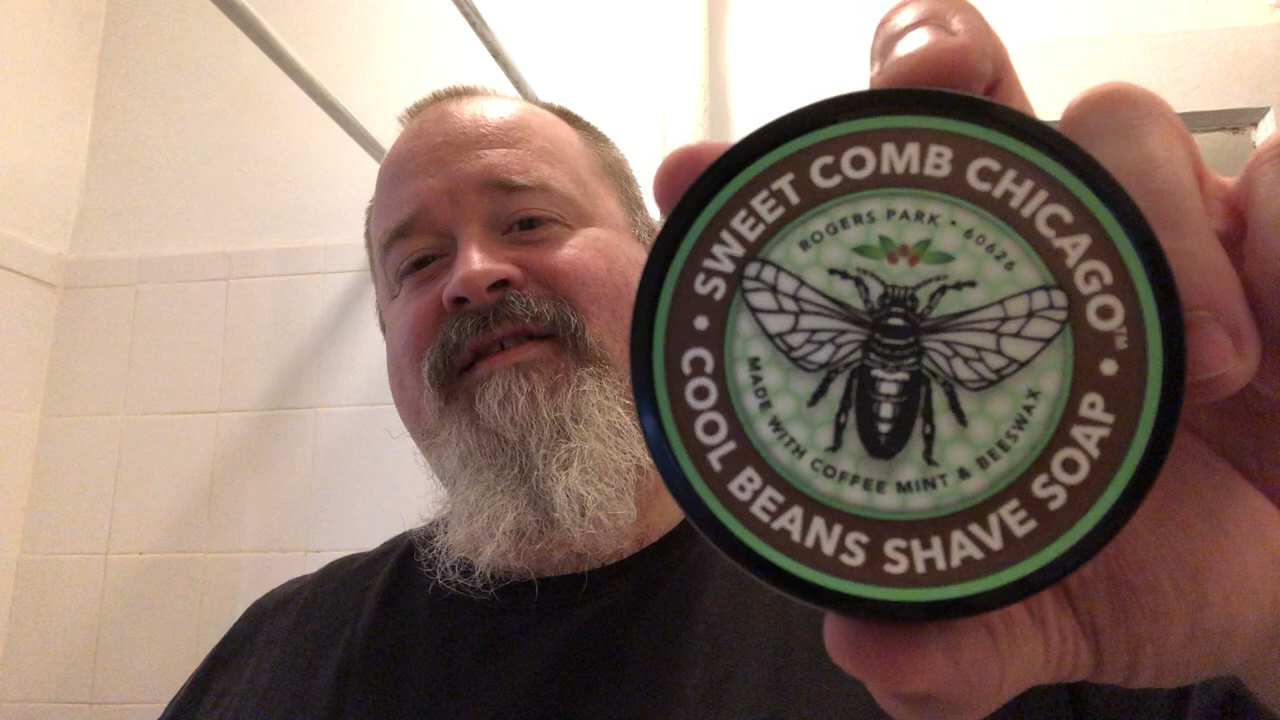 SWEET COMB CHICAGO™
ROGERS PARK • 60626
MADE WITH COFFEE MINT & BEESWAX
• COOL BEANS SHAVE SOAP •